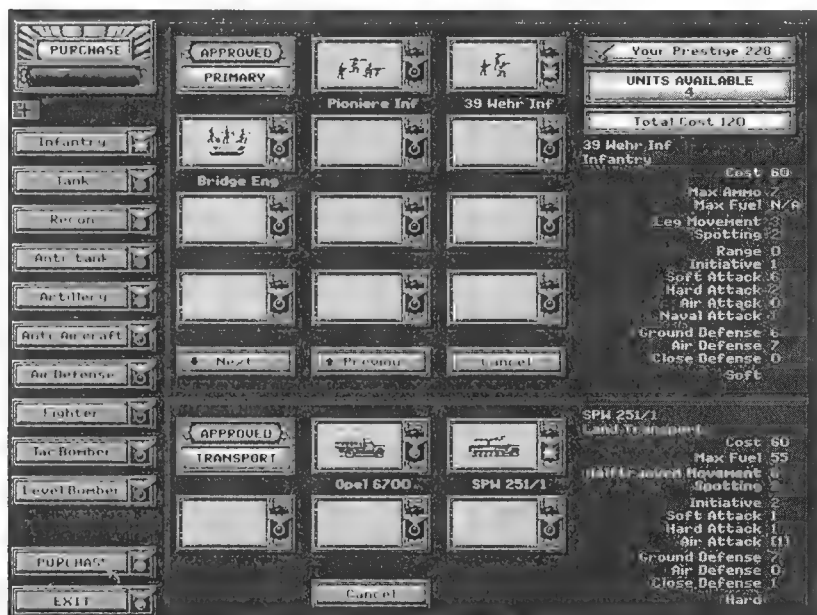 PURCHASE
Infantry
Tank
Recon
Anti tank
Artillery
Anti Aircraft
Air Defense
Fighter
Tac Bomber
Level Bomber
PURCHASE
EXIT
APPROVED
PRIMARY
Pioniere Inf
39 Wehr Inf
Bridge Eng
Next
Previous
Cancel
APPROVED
TRANSPORT
Opel 6700
SPW 251/1
Cancel
Your Prestige 228
UNITS AVAILABLE
4
Total Cost 120
39 Wehr Inf
Infantry
Cost 60
Max Ammo 7
Max Fuel N/A
Leg Movement 3
Spotting 2
Range 0
Initiative 1
Soft Attack 6
Hard Attack 2
Air Attack 0
Naval Attack 1
Ground Defense 6
Air Defense 7
Close Defense 0
Soft
SPW 251/1
Land Transport
Cost 60
Max Fuel 55
Halftracked Movement
Spotting
Initiative 2
Soft Attack 1
Hard Attack 1
Air Attack [1]
Ground Defense 7
Air Defense 0
Close Defense 1
Hard